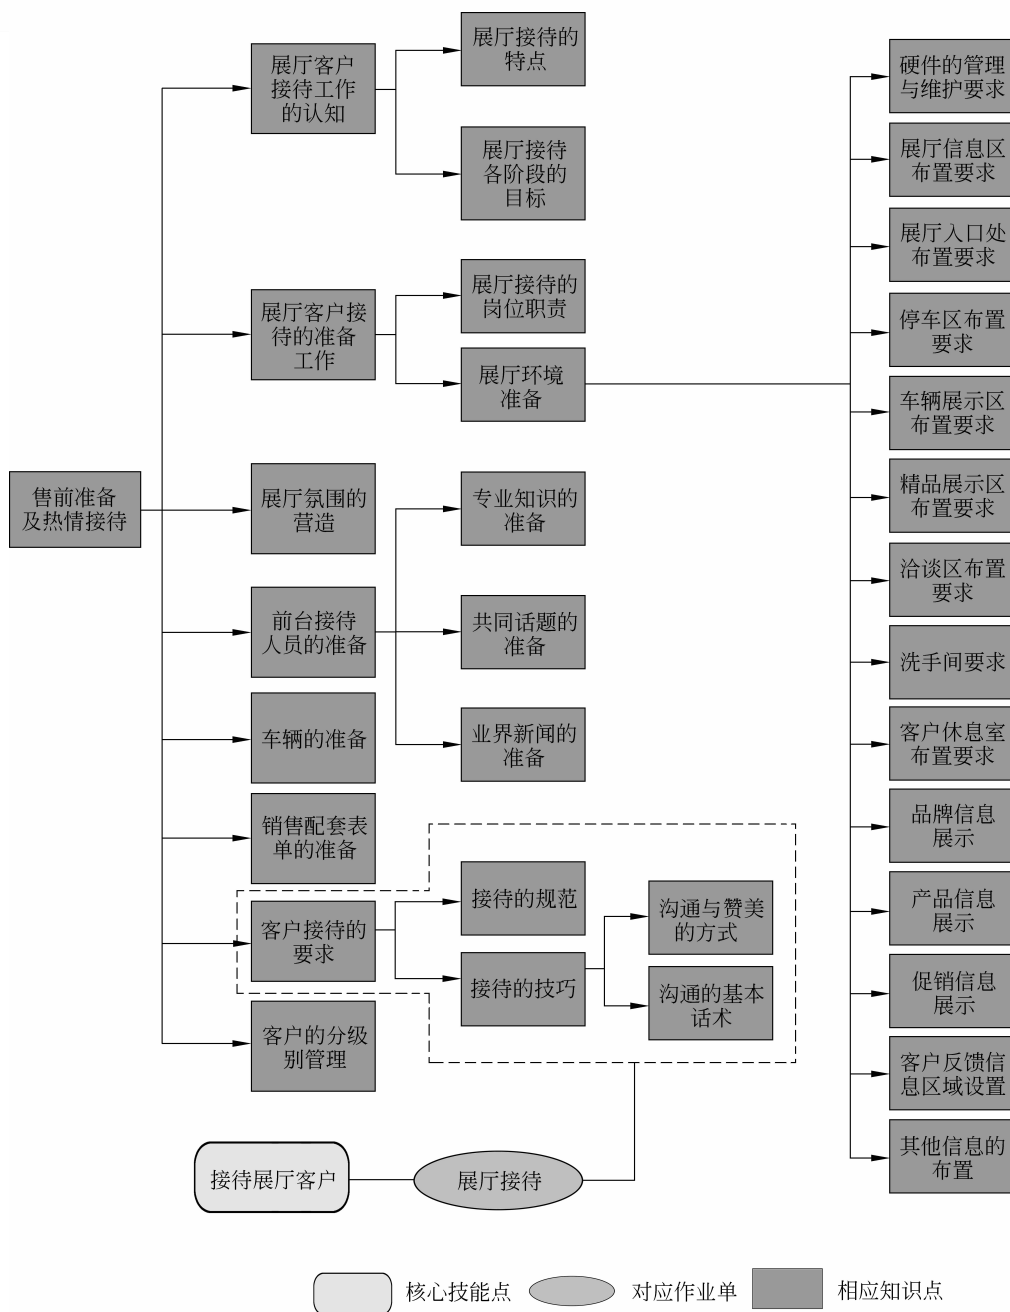 售前准备
及热情接待
展厅客户
接待工作
的认知
展厅接待的
特点
展厅接待
各阶段的
目标
展厅客户接
待的准备
工作
展厅接待的
岗位职责
展厅环境
准备
硬件的管理
与维护要求
展厅信息区
布置要求
展厅入口处
布置要求
停车区布置
要求
车辆展示区
布置要求
精品展示区
布置要求
洽谈区布置
要求
洗手间要求
客户休息室
布置要求
品牌信息
展示
产品信息
展示
促销信息
展示
客户反馈信
息区域设置
其他信息的
布置
展厅氛围的
营造
前台接待
人员的准备
专业知识的
准备
共同话题的
准备
业界新闻的
准备
车辆的准备
销售配套表
单的准备
客户接待的
要求
接待的规范
接待的技巧
沟通与赞美
的方式
沟通的基本
话术
客户的分级
别管理
接待展厅客户
展厅接待
核心技能点
对应作业单
相应知识点